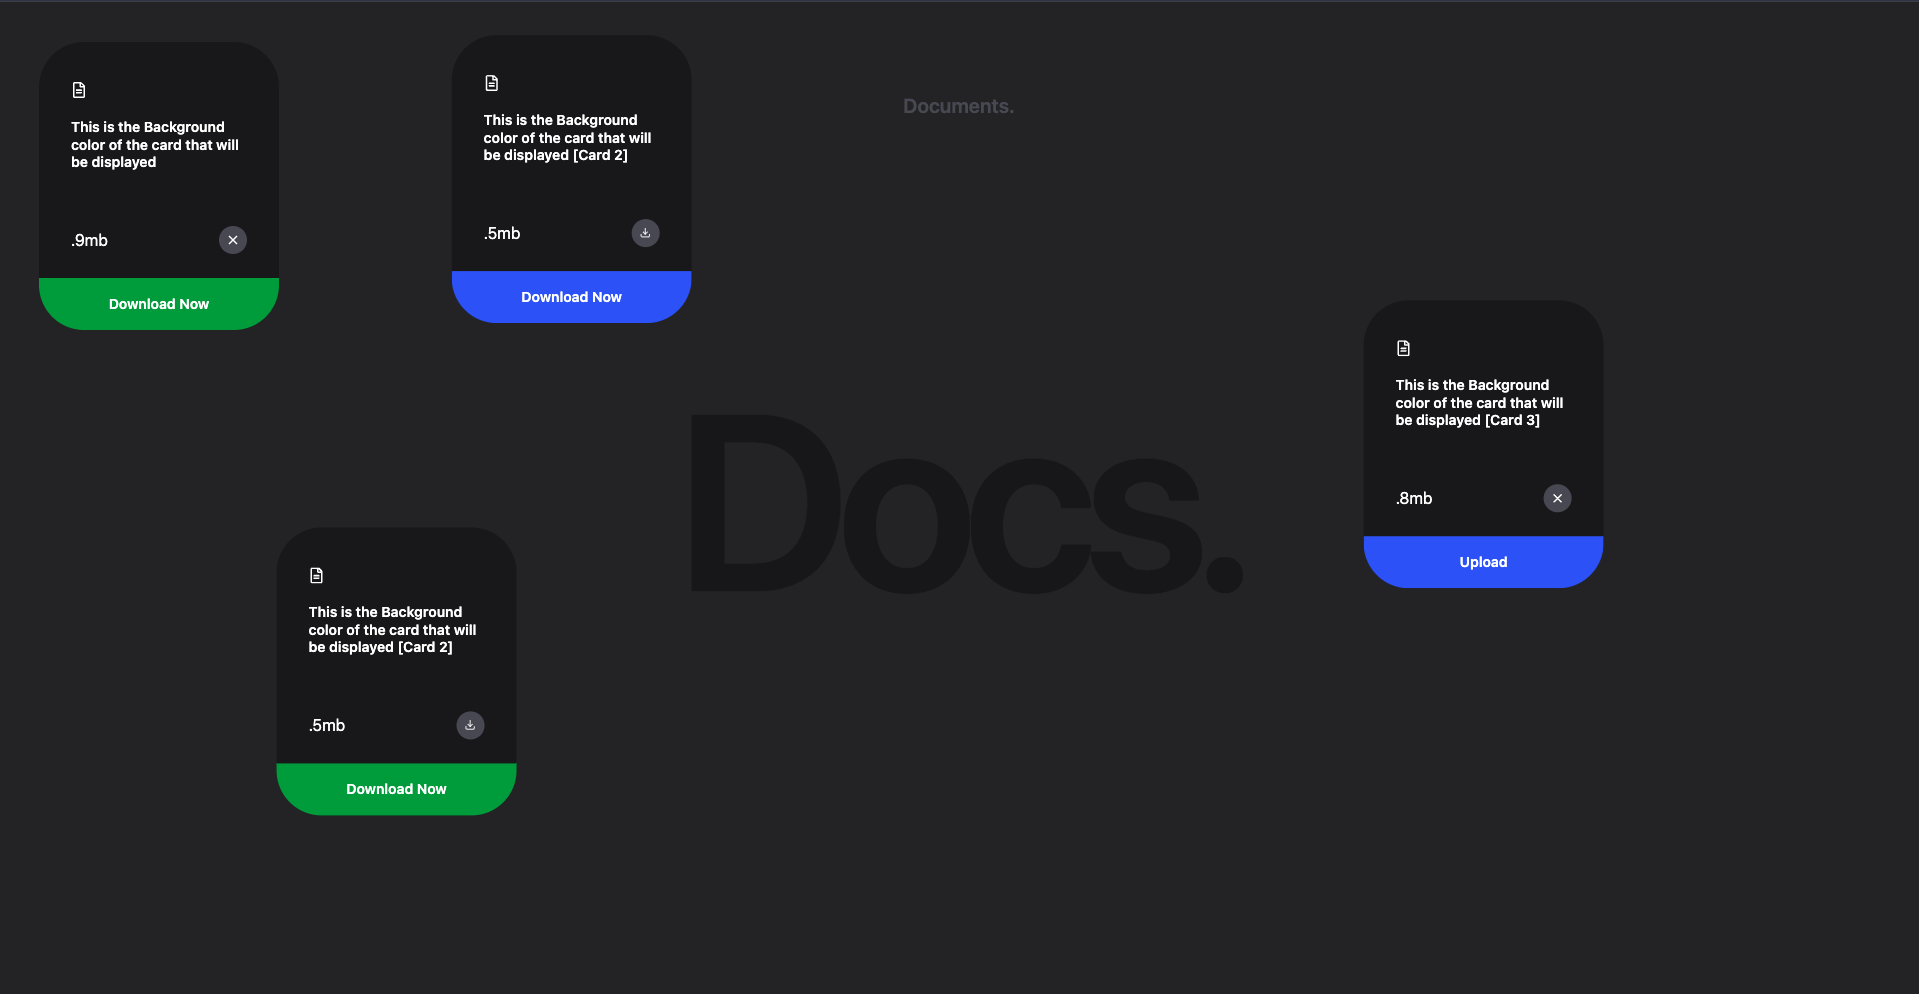 This is the Background
color of the card that will
be displayed
.9mb
Download Now
This is the Background
color of the card that will
be displayed [Card 2]
.5mb
Download Now
Documents.
Docs.
This is the Background
color of the card that will
be displayed [Card 3]
.8mb
Upload
This is the Background
color of the card that will
be displayed [Card 2]
.5mb
Download Now